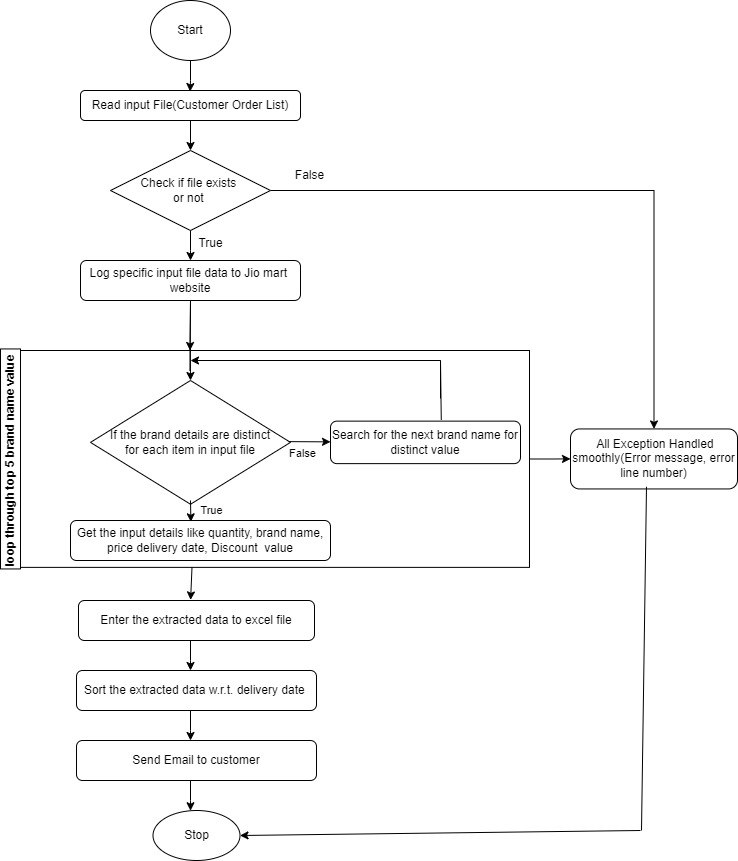 Start
Read input File(Customer Order List)
Check if file exists
or not
False
True
Log specific input file data to Jio mart
website
loop through top 5 brand name value
If the brand details are distinct
for each item in input file
False
Search for the next brand name for
distinct value
All Exception Handled
smoothly(Error message, error
line number)
True
Get the input details like quantity, brand name,
price delivery date, Discount  value
Enter the extracted data to excel file
Sort the extracted data w.r.t. delivery date
Send Email to customer
Stop